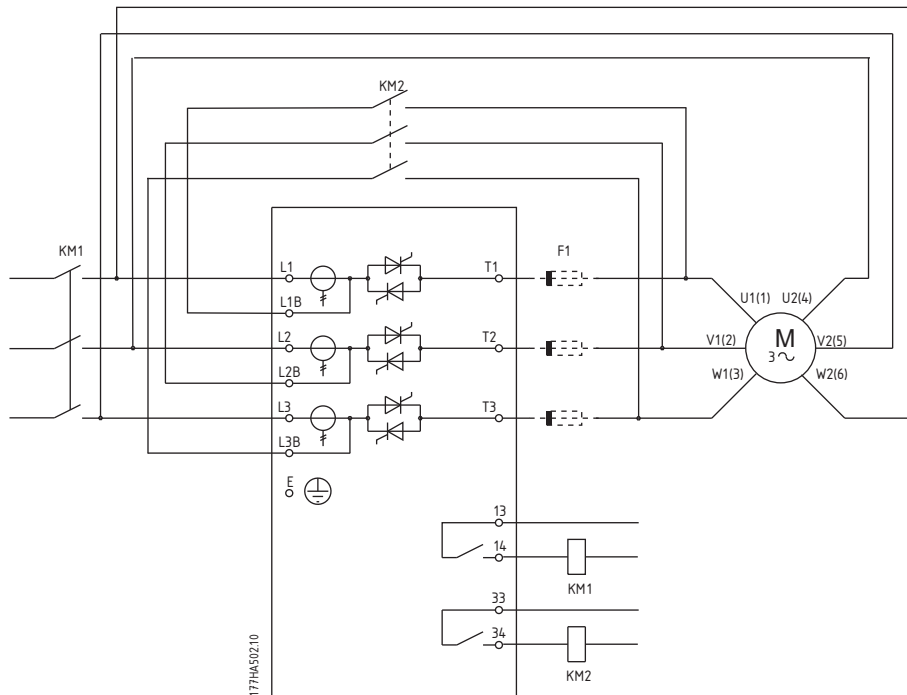 KM2
KM1
L1
T1
F1
L1B
U1(1) U2(4)
L2
T2
V1(2)
M
3~
V2(5)
L2B
W1(3)
W2(6)
L3
T3
L3B
E
13
14
KM1
33
34
KM2
177HA502.10